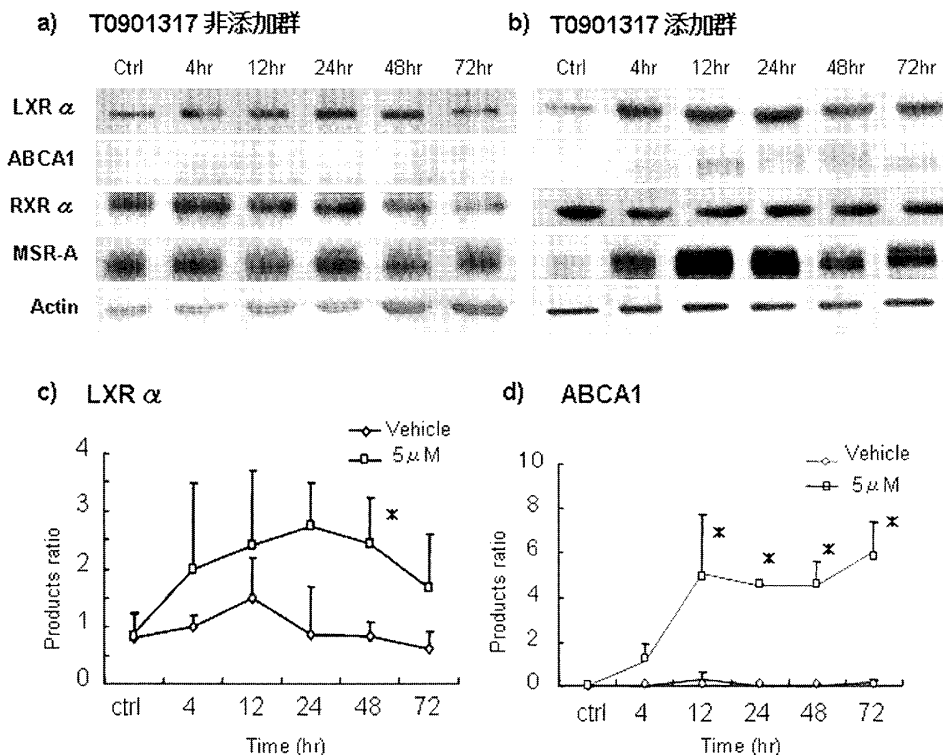 a) T0901317 非添加群
b) T0901317 添加群
Ctrl 4hr 12hr 24hr 48hr 72hr
Ctrl 4hr 12hr 24hr 48hr 72hr
LXR α
ABCA1
RXR α
MSR-A
Actin
c) LXR α
Vehicle
5μM
4
3
2
1
0
Products ratio
ctrl 4 12 24 48 72
Time (hr)
*
d) ABCA1
Vehicle
5μM
10
8
6
4
2
0
Products ratio
ctrl 4 12 24 48 72
Time (hr)
* * * *